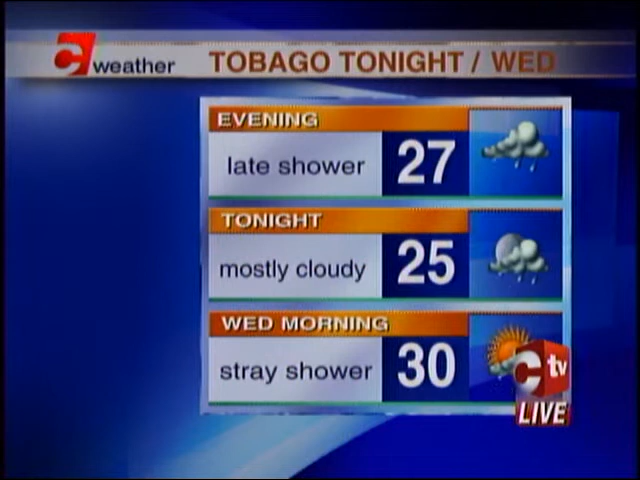 C weather TOBAGO TONIGHT / WED
EVENING
late shower 27
TONIGHT
mostly cloudy 25
WED MORNING
stray shower 30
C tv
LIVE